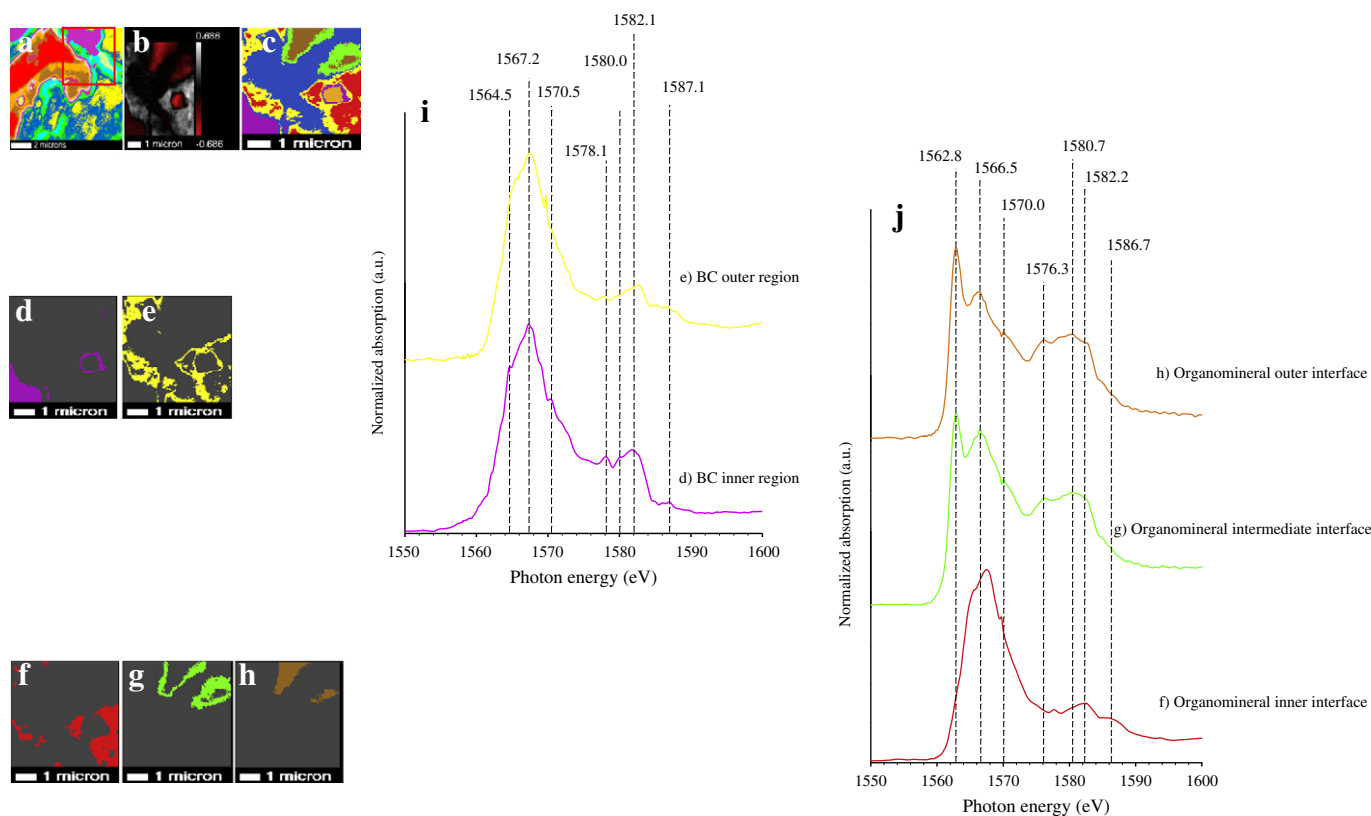 a
2 microns
b
0.686
-0.686
1 micron
c
1 micron
d
1 micron
e
1 micron
f
1 micron
g
1 micron
h
1 micron
i
1564.5
1567.2
1570.5
1578.1
1580.0
1582.1
1587.1
e) BC outer region
d) BC inner region
Normalized absorption (a.u.)
1550
1560
1570
1580
1590
1600
Photon energy (eV)
j
1562.8
1566.5
1570.0
1576.3
1580.7
1582.2
1586.7
h) Organomineral outer interface
g) Organomineral intermediate interface
f) Organomineral inner interface
Normalized absorption (a.u.)
1550
1560
1570
1580
1590
1600
Photon energy (eV)